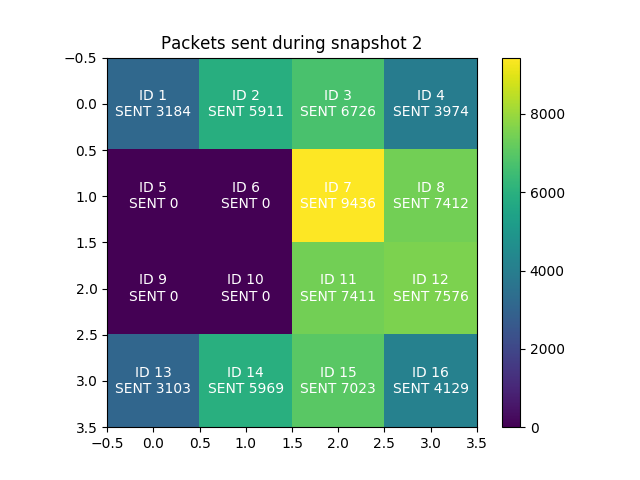 Packets sent during snapshot 2
−0.5
0.0
0.5
1.0
1.5
2.0
2.5
3.0
3.5
ID 1
SENT 3184
ID 2
SENT 5911
ID 3
SENT 6726
ID 4
SENT 3974
ID 5
SENT 0
ID 6
SENT 0
ID 7
SENT 9436
ID 8
SENT 7412
ID 9
SENT 0
ID 10
SENT 0
ID 11
SENT 7411
ID 12
SENT 7576
ID 13
SENT 3103
ID 14
SENT 5969
ID 15
SENT 7023
ID 16
SENT 4129
−0.5 0.0 0.5 1.0 1.5 2.0 2.5 3.0 3.5
8000
6000
4000
2000
0